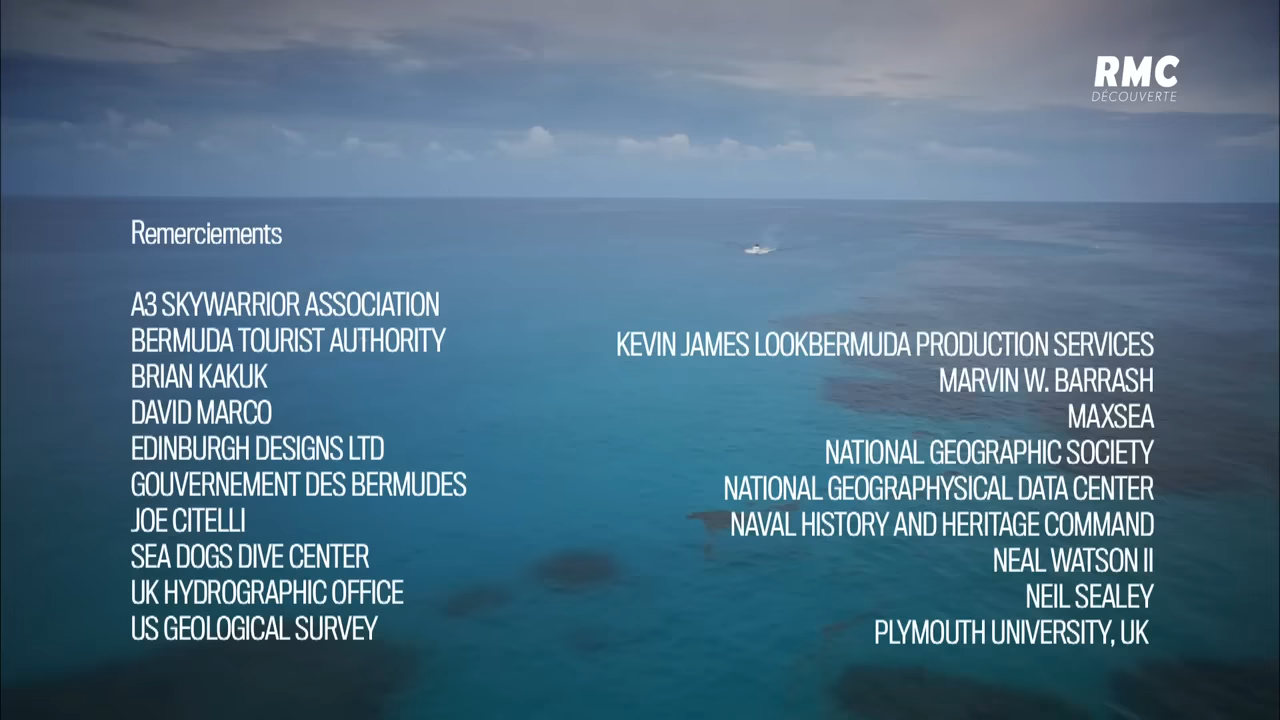 RMC
DÉCOUVERTE
Remerciements
A3 SKYWARRIOR ASSOCIATION
BERMUDA TOURIST AUTHORITY
BRIAN KAKUK
DAVID MARCO
EDINBURGH DESIGNS LTD
GOUVERNEMENT DES BERMUDES
JOE CITELLI
SEA DOGS DIVE CENTER
UK HYDROGRAPHIC OFFICE
US GEOLOGICAL SURVEY
KEVIN JAMES LOOKBERMUDA PRODUCTION SERVICES
MARVIN W. BARRASH
MAXSEA
NATIONAL GEOGRAPHIC SOCIETY
NATIONAL GEOGRAPHYSICAL DATA CENTER
NAVAL HISTORY AND HERITAGE COMMAND
NEAL WATSON II
NEIL SEALEY
PLYMOUTH UNIVERSITY, UK